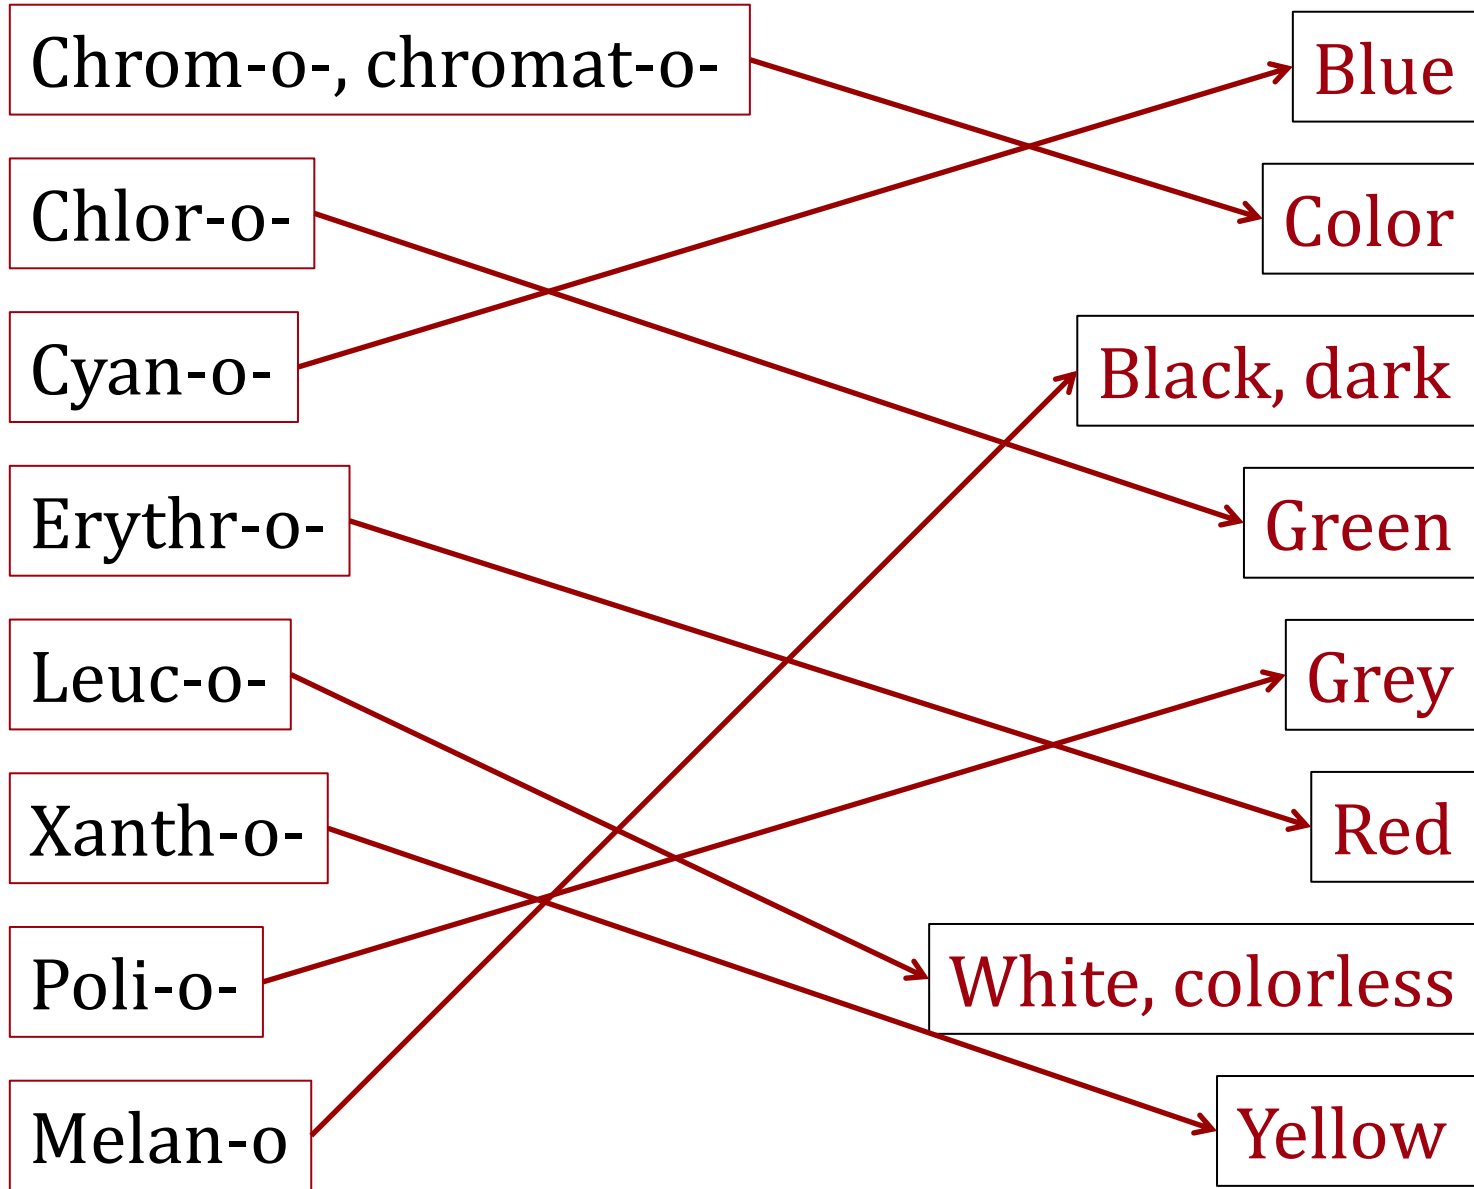 Chrom-o-, chromat-o-
Chlor-o-
Cyan-o-
Erythr-o-
Leuc-o-
Xanth-o-
Poli-o-
Melan-o
Blue
Color
Black, dark
Green
Grey
Red
White, colorless
Yellow